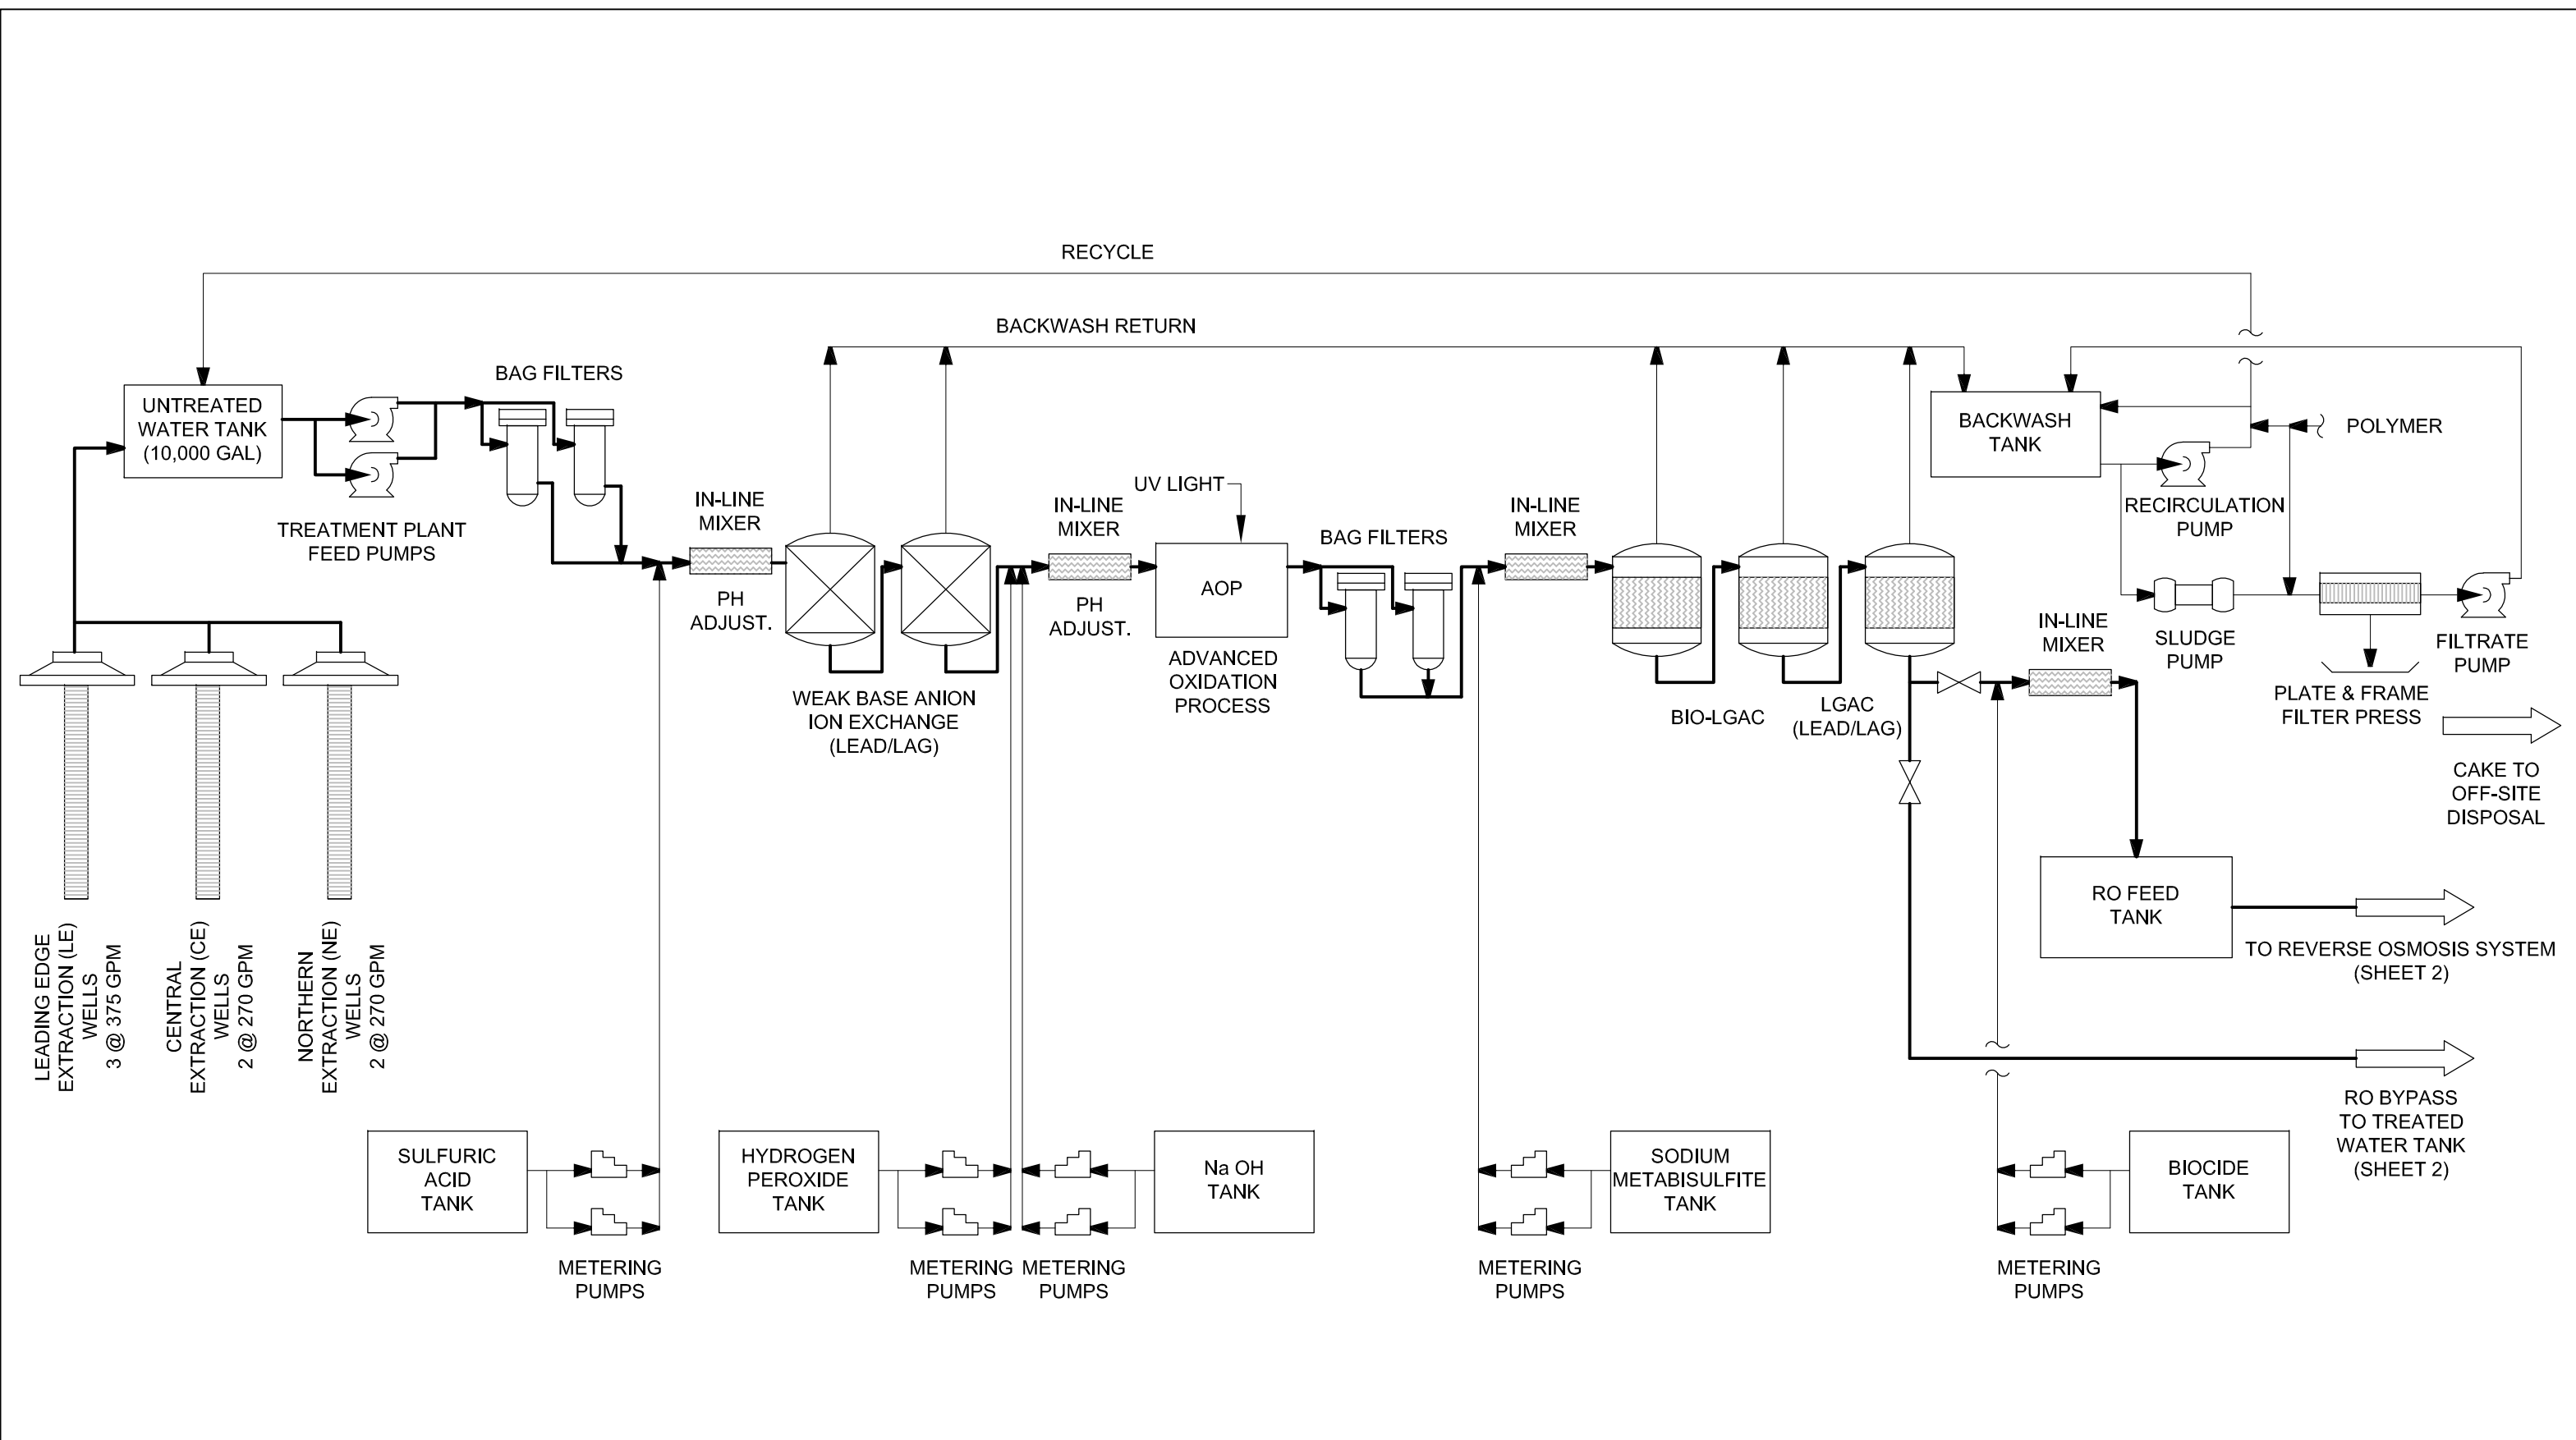 RECYCLE
BACKWASH RETURN
BAG FILTERS
UNTREATED
WATER TANK
(10,000 GAL)
TREATMENT PLANT
FEED PUMPS
IN-LINE
MIXER
PH
ADJUST.
WEAK BASE ANION
ION EXCHANGE
(LEAD/LAG)
IN-LINE
MIXER
PH
ADJUST.
UV LIGHT
AOP
ADVANCED
OXIDATION
PROCESS
BAG FILTERS
IN-LINE
MIXER
BIO-LGAC
LGAC
(LEAD/LAG)
BACKWASH
TANK
POLYMER
RECIRCULATION
PUMP
SLUDGE
PUMP
PLATE & FRAME
FILTER PRESS
FILTRATE
PUMP
CAKE TO
OFF-SITE
DISPOSAL
IN-LINE
MIXER
RO FEED
TANK
TO REVERSE OSMOSIS SYSTEM
(SHEET 2)
RO BYPASS
TO TREATED
WATER TANK
(SHEET 2)
LEADING EDGE
EXTRACTION (LE)
WELLS
3 @ 375 GPM
CENTRAL
EXTRACTION (CE)
WELLS
2 @ 270 GPM
NORTHERN
EXTRACTION (NE)
WELLS
2 @ 270 GPM
SULFURIC
ACID
TANK
METERING
PUMPS
HYDROGEN
PEROXIDE
TANK
METERING
PUMPS
METERING
PUMPS
Na OH
TANK
METERING
PUMPS
SODIUM
METABISULFITE
TANK
METERING
PUMPS
BIOCIDE
TANK